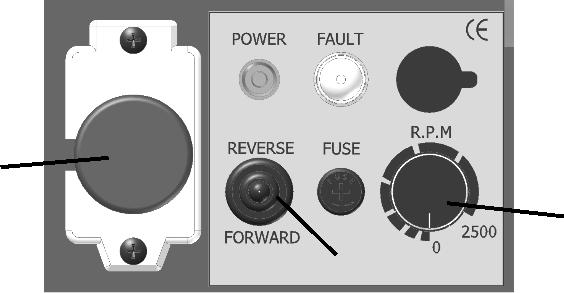 CE
POWER FAULT
R.P.M
REVERSE FUSE
FORWARD
0 2500